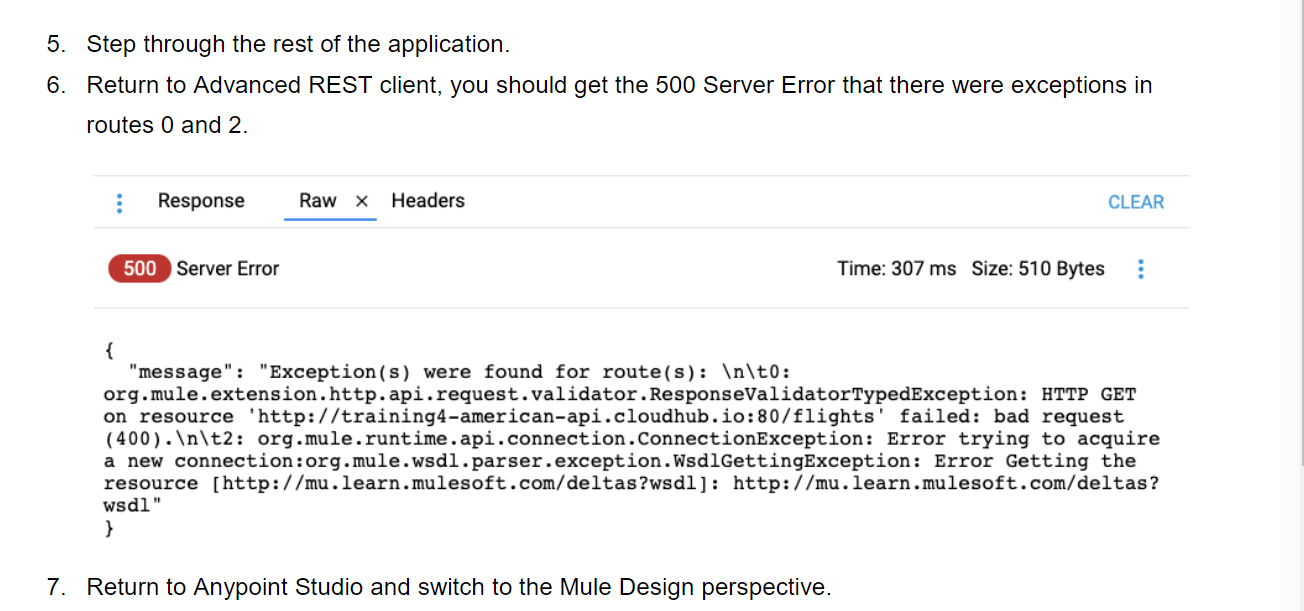 5. Step through the rest of the application.
6. Return to Advanced REST client, you should get the 500 Server Error that there were exceptions in
routes 0 and 2.
Response Raw × Headers CLEAR
500 Server Error Time: 307 ms Size: 510 Bytes
{
"message": "Exception(s) were found for route(s): \n\t0:
org.mule.extension.http.api.request.validator.ResponseValidatorTypedException: HTTP GET
on resource 'http://training4-american-api.cloudhub.io:80/flights' failed: bad request
(400).\n\t2: org.mule.runtime.api.connection.ConnectionException: Error trying to acquire
a new connection:org.mule.wsdl.parser.exception.WsdlGettingException: Error Getting the
resource [http://mu.learn.mulesoft.com/deltas?wsdl]: http://mu.learn.mulesoft.com/deltas?
wsdl"
}
7. Return to Anypoint Studio and switch to the Mule Design perspective.